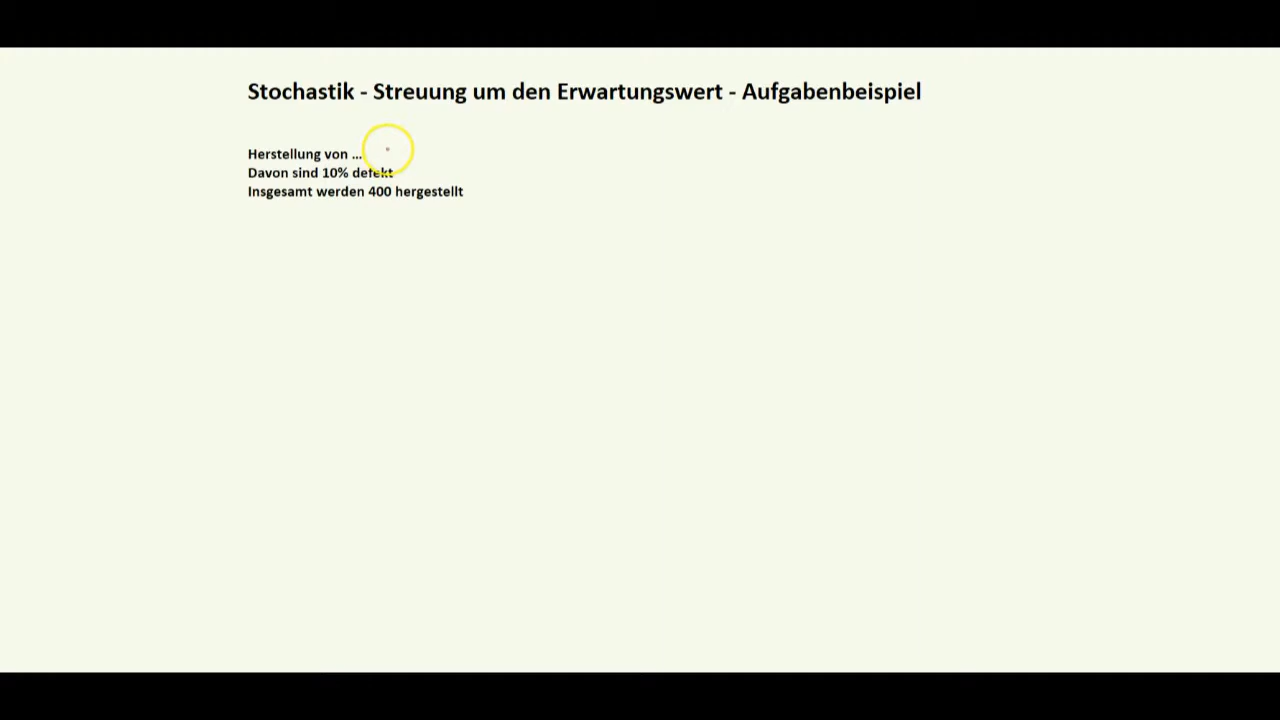 Stochastik - Streuung um den Erwartungswert - Aufgabenbeispiel
Herstellung von ...
Davon sind 10% defekt
Insgesamt werden 400 hergestellt